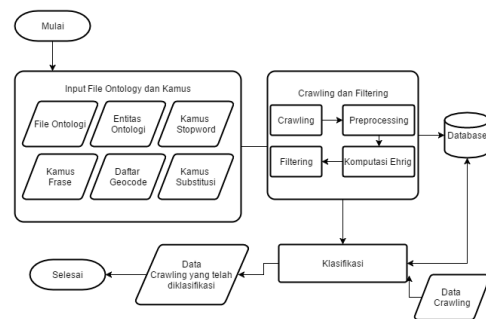 Mulai
Input File Ontology dan Kamus
File Ontologi
Entitas
Ontologi
Kamus
Stopword
Kamus
Frase
Daftar
Geocode
Kamus
Substitusi
Crawling dan Filtering
Crawling
Preprocessing
Filtering
Komputasi Ehrig
Database
Klasifikasi
Data
Crawling yang telah
diklasifikasi
Selesai
Data
Crawling